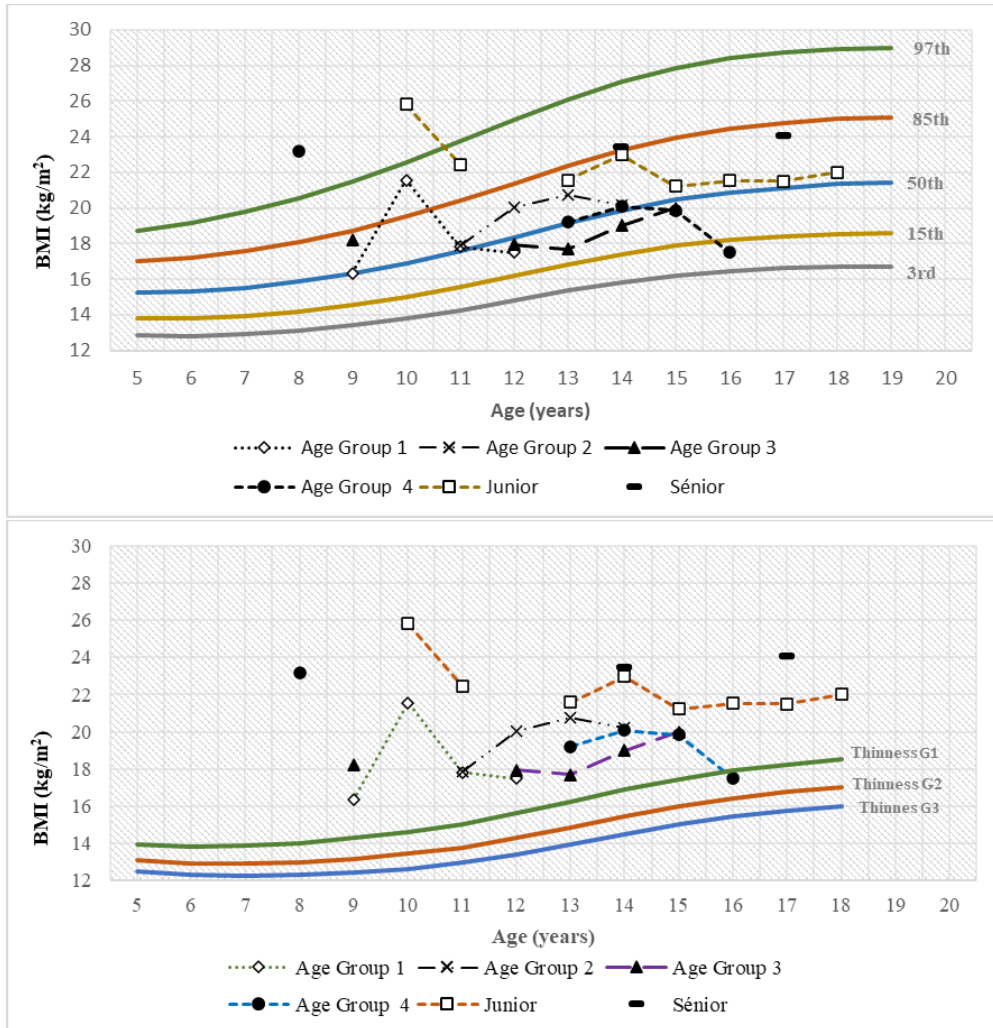 30
97th
28
26
85th
24
22
50th
20
15th
18
3rd
16
14
12
BMI (kg/m²)
5 6 7 8 9 10 11 12 13 14 15 16 17 18 19 20
Age (years)
Age Group 1 Age Group 2 Age Group 3
Age Group 4 Junior Sénior
30
28
26
24
22
20
Thinness G1
18
Thinness G2
Thinnes G3
16
14
12
BMI (kg/m²)
5 6 7 8 9 10 11 12 13 14 15 16 17 18 19 20
Age (years)
Age Group 1 Age Group 2 Age Group 3
Age Group 4 Junior Sénior